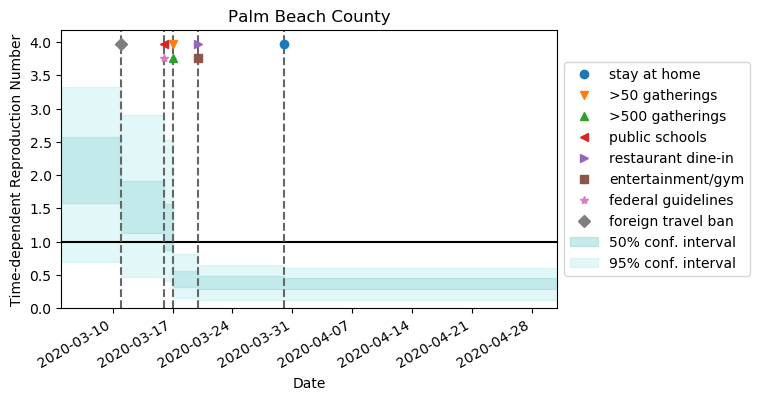 Palm Beach County
Time-dependent Reproduction Number
4.0
3.5
3.0
2.5
2.0
1.5
1.0
0.5
0.0
2020-03-10
2020-03-17
2020-03-24
2020-03-31
2020-04-07
2020-04-14
2020-04-21
2020-04-28
Date
stay at home
>50 gatherings
>500 gatherings
public schools
restaurant dine-in
entertainment/gym
federal guidelines
foreign travel ban
50% conf. interval
95% conf. interval